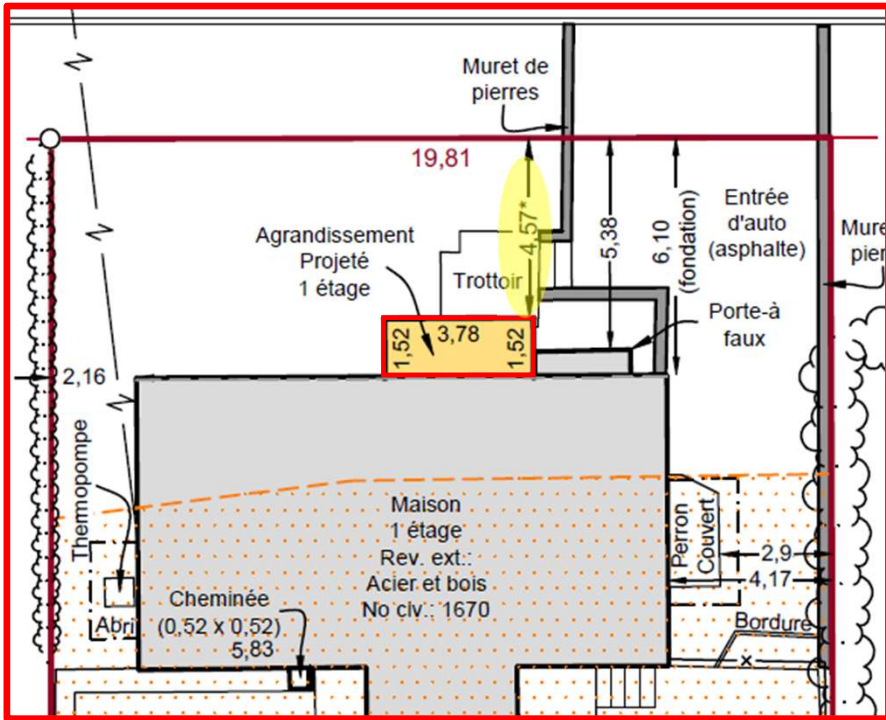 Muret de
pierres
19,81
Agrandissement
Projeté
1 étage
4,57*
5,38
6,10
(fondation)
Entrée
d'auto
(asphalte)
Mure
pier
Trottoir
Porte-à
faux
1,52
3,78
1,52
2,16
Thermopompe
Abri
Maison
1 étage
Rev. ext.:
Acier et bois
No civ.: 1670
Perron
Couvert
2,9
4,17
Cheminée
(0,52 x 0,52)
5,83
Bordure
x